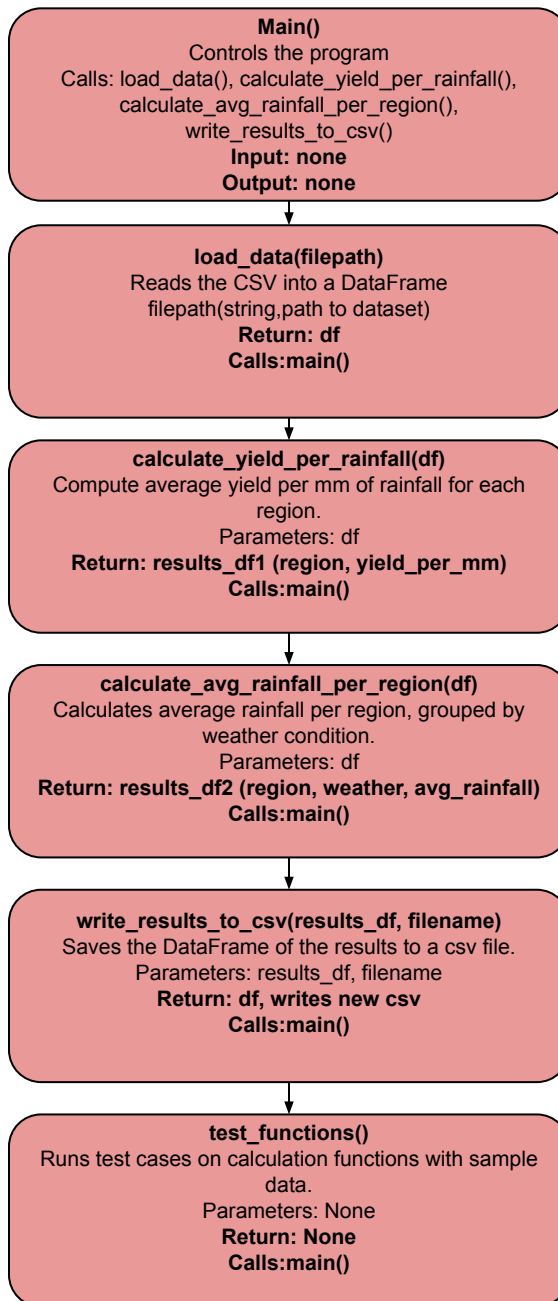 Main()
Controls the program
Calls: load_data(), calculate_yield_per_rainfall(),
calculate_avg_rainfall_per_region(),
write_results_to_csv()
Input: none
Output: none
load_data(filepath)
Reads the CSV into a DataFrame
filepath(string,path to dataset)
Return: df
Calls:main()
calculate_yield_per_rainfall(df)
Compute average yield per mm of rainfall for each
region.
Parameters: df
Return: results_df1 (region, yield_per_mm)
Calls:main()
calculate_avg_rainfall_per_region(df)
Calculates average rainfall per region, grouped by
weather condition.
Parameters: df
Return: results_df2 (region, weather, avg_rainfall)
Calls:main()
write_results_to_csv(results_df, filename)
Saves the DataFrame of the results to a csv file.
Parameters: results_df, filename
Return: df, writes new csv
Calls:main()
test_functions()
Runs test cases on calculation functions with sample
data.
Parameters: None
Return: None
Calls:main()